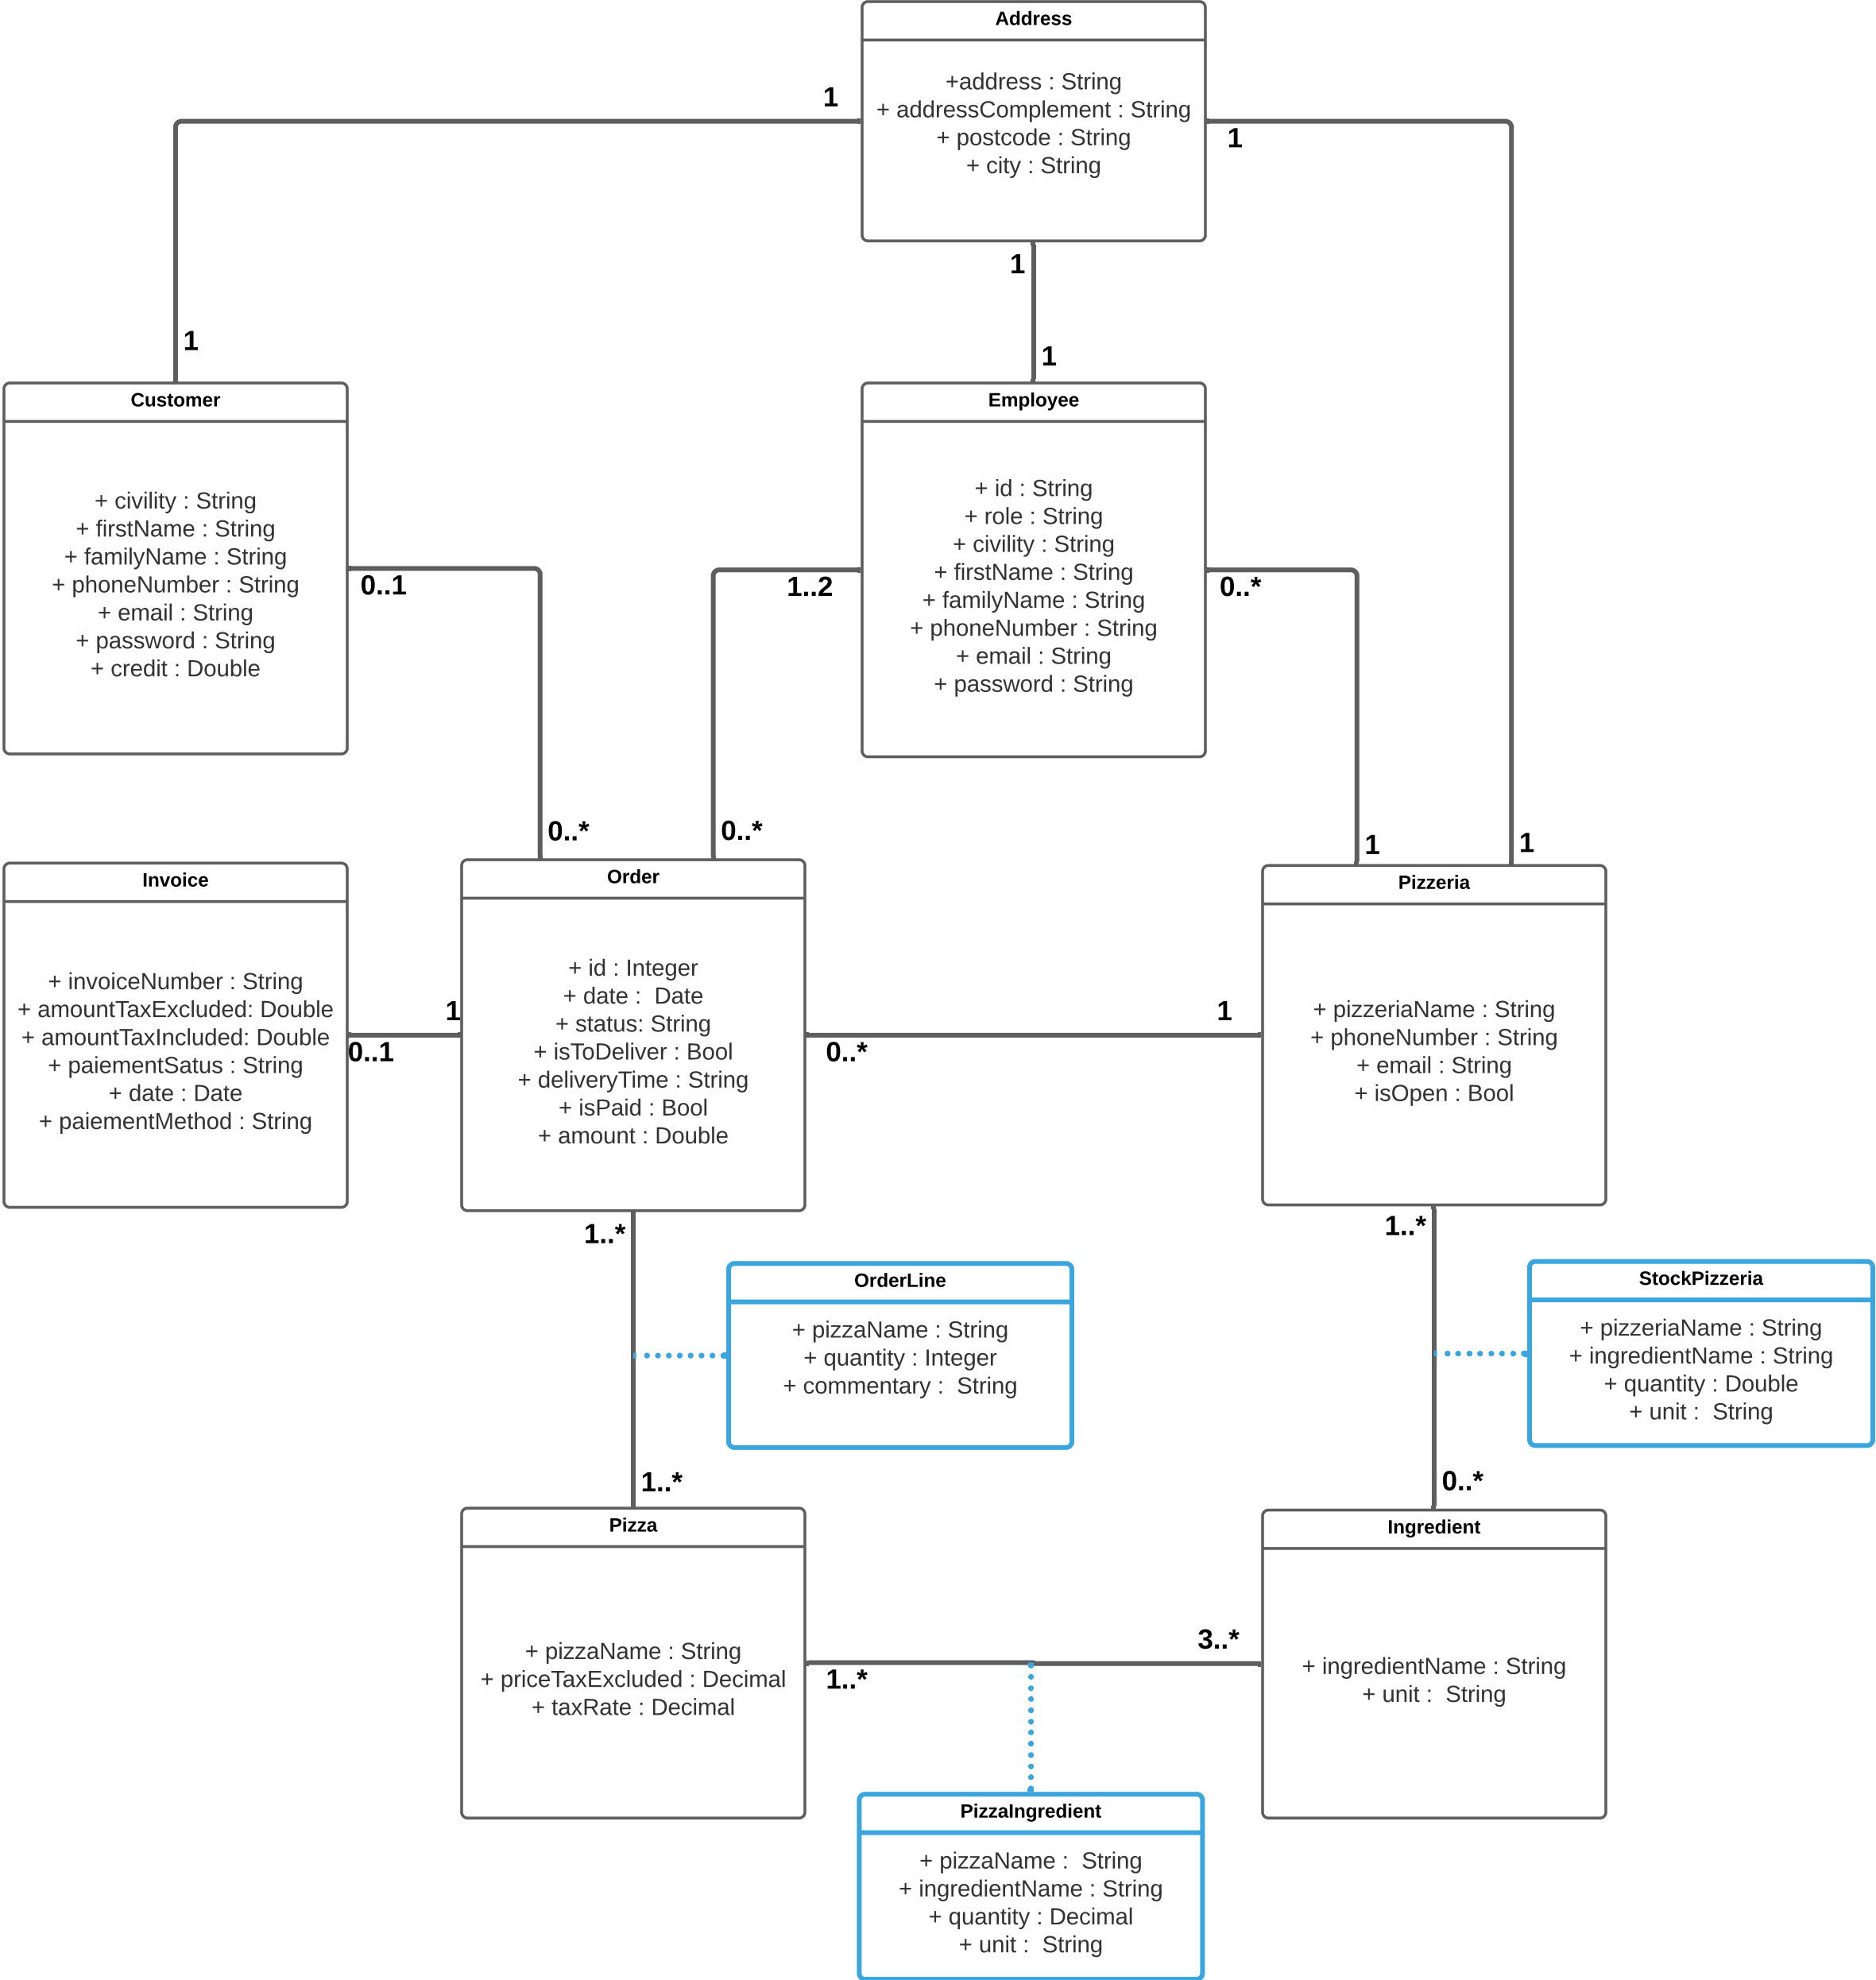 Address
+address : String
+ addressComplement : String
+ postcode : String
+ city : String
1
1
1
1
1
Customer
+ civility : String
+ firstName : String
+ familyName : String
+ phoneNumber : String
+ email : String
+ password : String
+ credit : Double
0..1
0..*
Employee
+ id : String
+ role : String
+ civility : String
+ firstName : String
+ familyName : String
+ phoneNumber : String
+ email : String
+ password : String
1..2
0..*
0..*
1
1
Invoice
+ invoiceNumber : String
+ amountTaxExcluded: Double
+ amountTaxIncluded: Double
+ paiementSatus : String
+ date : Date
+ paiementMethod : String
1
0..1
Order
+ id : Integer
+ date :  Date
+ status: String
+ isToDeliver : Bool
+ deliveryTime : String
+ isPaid : Bool
+ amount : Double
0..*
1
Pizzeria
+ pizzeriaName : String
+ phoneNumber : String
+ email : String
+ isOpen : Bool
1..*
1..*
OrderLine
+ pizzaName : String
+ quantity : Integer
+ commentary :  String
StockPizzeria
+ pizzeriaName : String
+ ingredientName : String
+ quantity : Double
+ unit :  String
1..*
0..*
Pizza
+ pizzaName : String
+ priceTaxExcluded : Decimal
+ taxRate : Decimal
1..*
3..*
Ingredient
+ ingredientName : String
+ unit :  String
PizzaIngredient
+ pizzaName :  String
+ ingredientName : String
+ quantity : Decimal
+ unit :  String